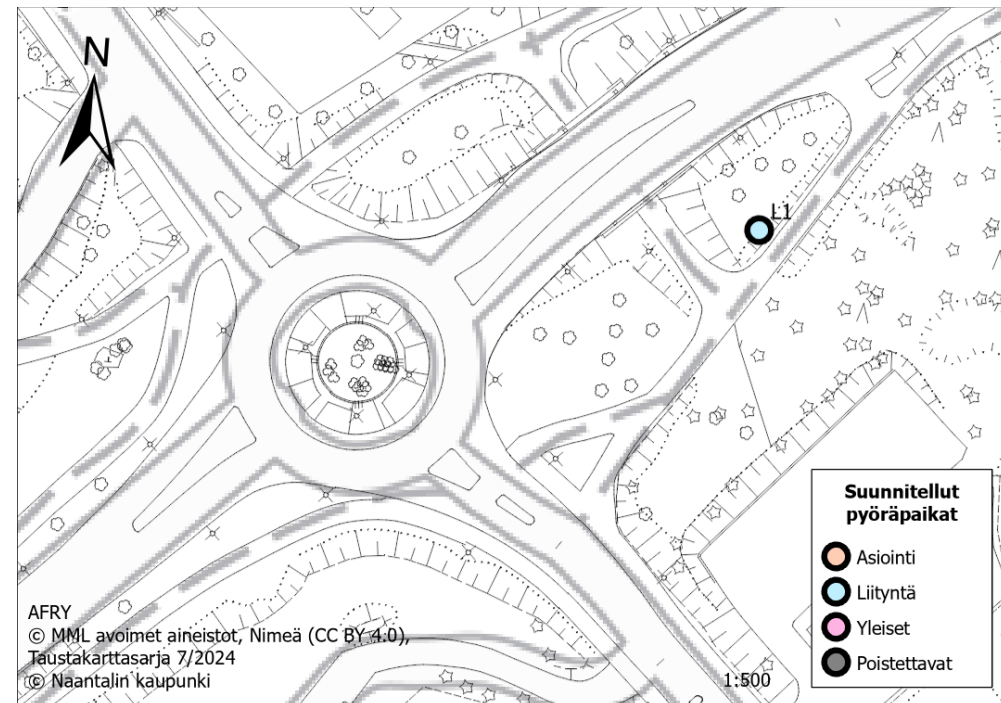 N
L1
Suunnitellut
pyöräpaikat
Asiointi
Liityntä
Yleiset
Poistettavat
AFRY
© MML avoimet aineistot, Nimeä (CC BY 4.0),
Taustakarttasarja 7/2024
© Naantalin kaupunki
1:500